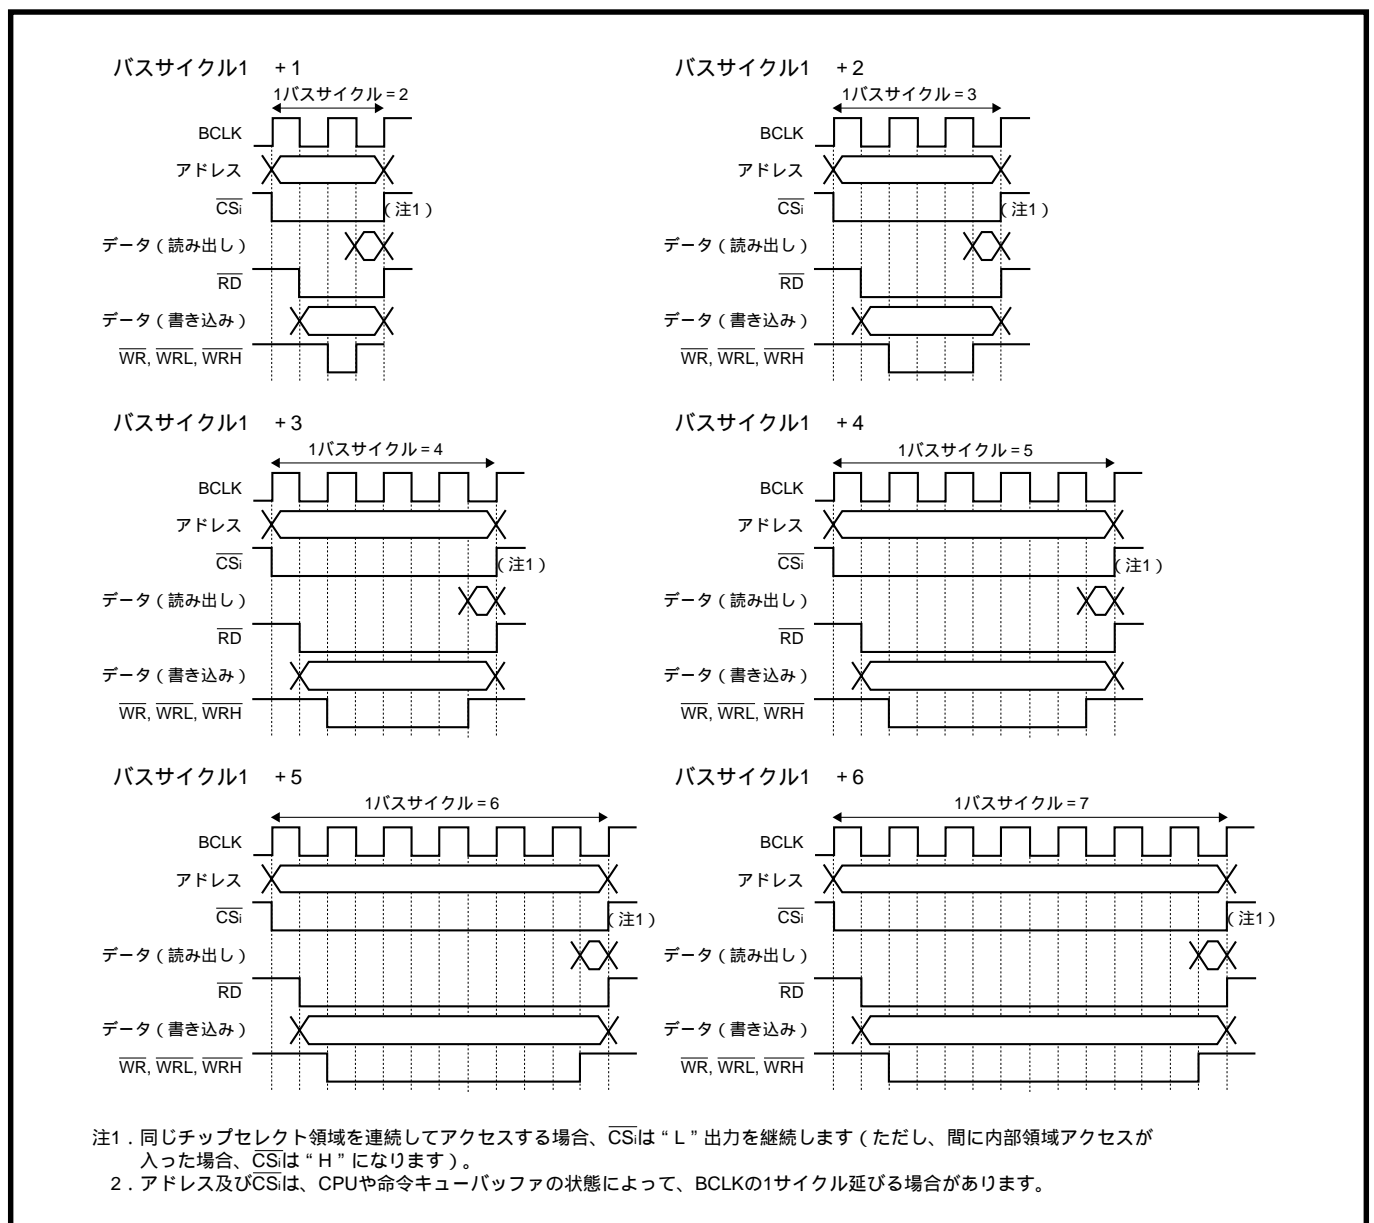 バスサイクル1 +1
1バスサイクル=2
BCLK
アドレス
CSi
(注1)
データ(読み出し)
RD
データ(書き込み)
WR, WRL, WRH
バスサイクル1 +2
1バスサイクル=3
BCLK
アドレス
CSi
(注1)
データ(読み出し)
RD
データ(書き込み)
WR, WRL, WRH
バスサイクル1 +3
1バスサイクル=4
BCLK
アドレス
CSi
(注1)
データ(読み出し)
RD
データ(書き込み)
WR, WRL, WRH
バスサイクル1 +4
1バスサイクル=5
BCLK
アドレス
CSi
(注1)
データ(読み出し)
RD
データ(書き込み)
WR, WRL, WRH
バスサイクル1 +5
1バスサイクル=6
BCLK
アドレス
CSi
(注1)
データ(読み出し)
RD
データ(書き込み)
WR, WRL, WRH
バスサイクル1 +6
1バスサイクル=7
BCLK
アドレス
CSi
(注1)
データ(読み出し)
RD
データ(書き込み)
WR, WRL, WRH
注1.同じチップセレクト領域を連続してアクセスする場合、CSiは“L”出力を継続します(ただし、間に内部領域アクセスが
入った場合、CSiは“H”になります)。
2.アドレス及びCSiは、CPUや命令キューバッファの状態によって、BCLKの1サイクル延びる場合があります。